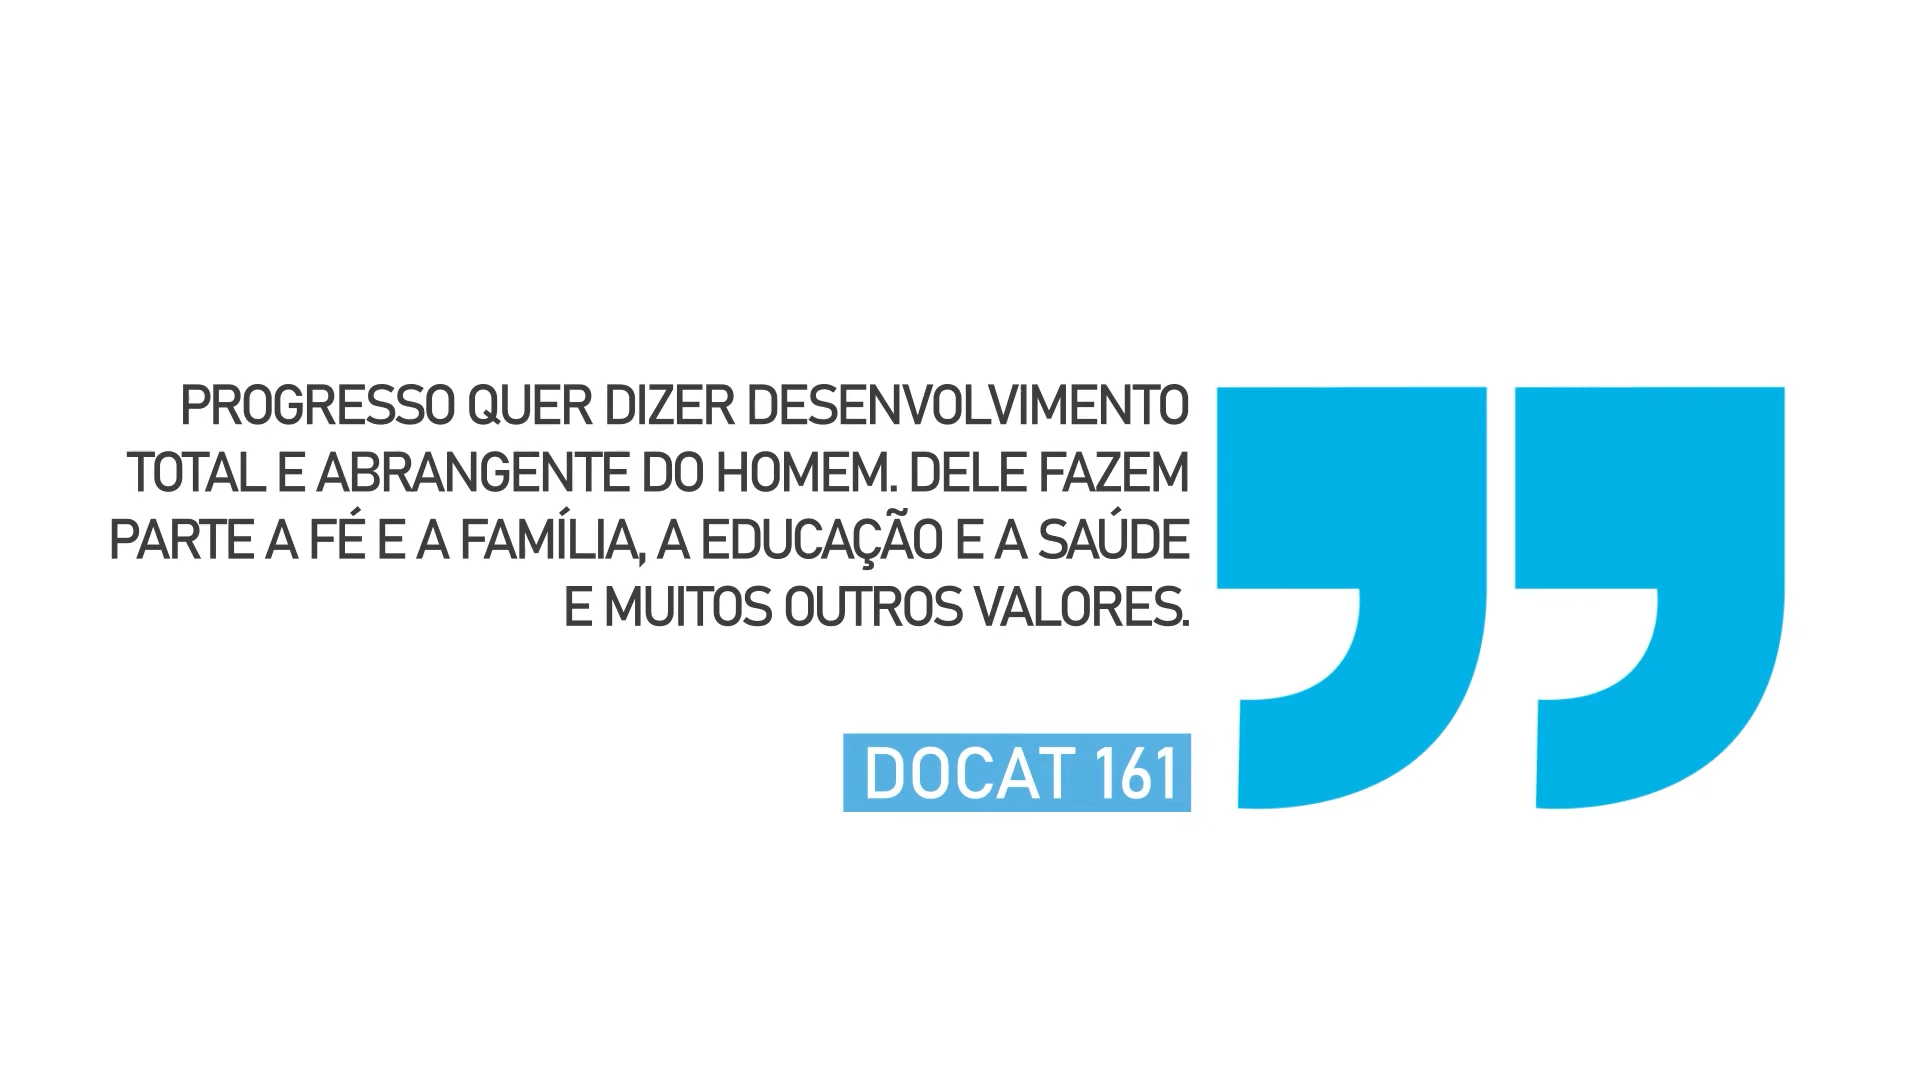 PROGRESSO QUER DIZER DESENVOLVIMENTO
TOTAL E ABRANGENTE DO HOMEM. DELE FAZEM
PARTE A FÉ E A FAMÍLIA, A EDUCAÇÃO E A SAÚDE
E MUITOS OUTROS VALORES.
DOCAT 161